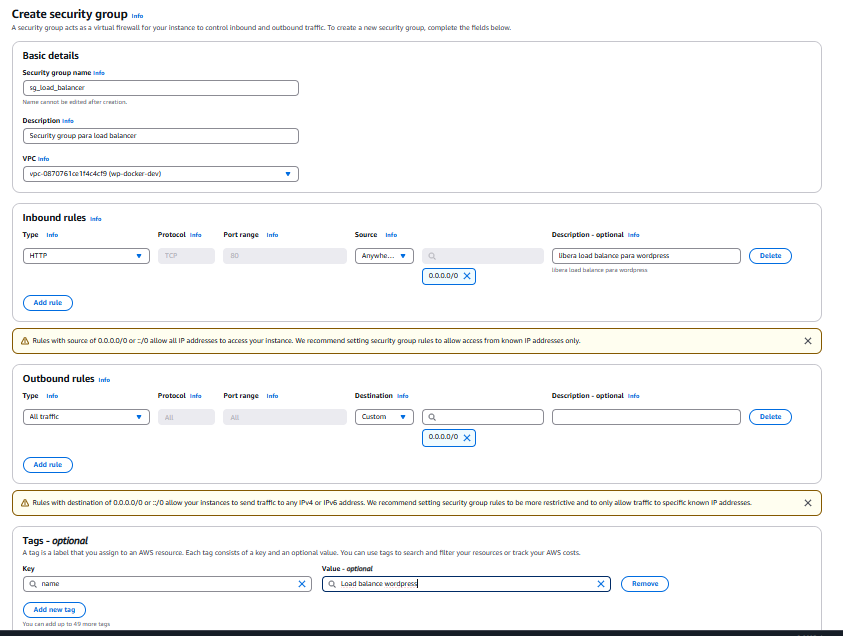 Create security group Info
A security group acts as a virtual firewall for your instance to control inbound and outbound traffic. To create a new security group, complete the fields below.
Basic details
Security group name Info
sg_load_balancer
Name cannot be edited after creation.
Description Info
Security group para load balancer
VPC Info
vpc-0870761ce1f4c4cf9 (wp-docker-dev)
Inbound rules Info
Type Info Protocol Info Port range Info Source Info Description - optional Info
HTTP TCP 80 Anywhe... libera load balance para wordpress Delete
0.0.0.0/0 libera load balance para wordpress
Add rule
Rules with source of 0.0.0.0/0 or ::/0 allow all IP addresses to access your instance. We recommend setting security group rules to allow access from known IP addresses only.
Outbound rules Info
Type Info Protocol Info Port range Info Destination Info Description - optional Info
All traffic All All Custom Delete
0.0.0.0/0
Add rule
Rules with destination of 0.0.0.0/0 or ::/0 allow your instances to send traffic to any IPv4 or IPv6 address. We recommend setting security group rules to be more restrictive and to only allow traffic to specific known IP addresses.
Tags - optional
A tag is a label that you assign to an AWS resource. Each tag consists of a key and an optional value. You can use tags to search and filter your resources or track your AWS costs.
Key Value - optional
name Load balance wordpress Remove
Add new tag
You can add up to 49 more tags